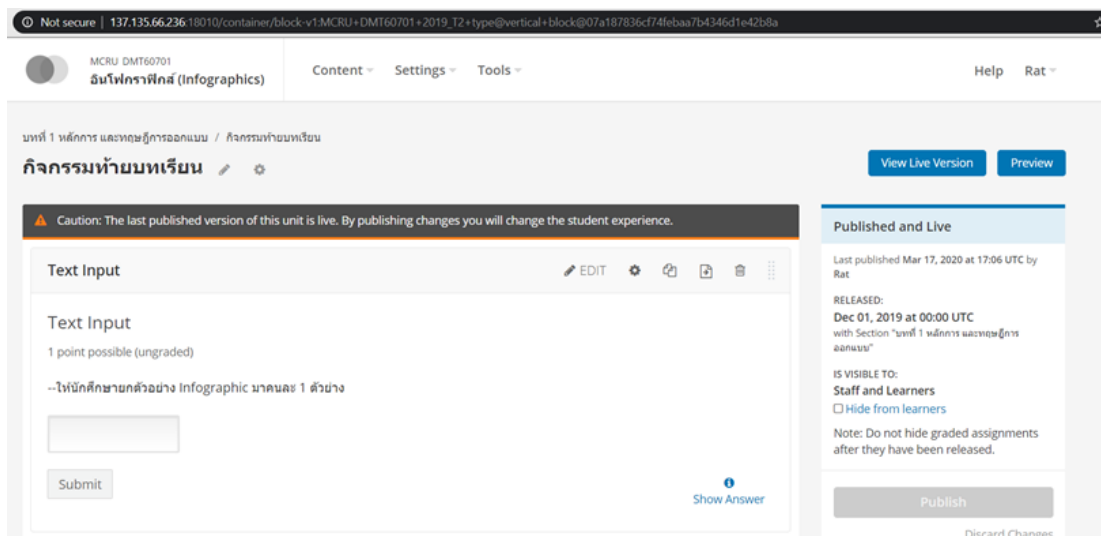 Not secure | 137.135.66.236:18010/container/block-v1:MCRU+DMT60701+2019_T2+type@vertical+block@07a187836cf74febaa7b4346d1e42b8a
MCRU DMT60701
อินโฟกราฟิกส์ (Infographics)
Content Settings Tools
Help Rat
บทที่ 1 หลักการ และทฤษฎีการออกแบบ / กิจกรรมท้ายบทเรียน
กิจกรรมท้ายบทเรียน
View Live Version Preview
Caution: The last published version of this unit is live. By publishing changes you will change the student experience.
Text Input
EDIT
Text Input
1 point possible (ungraded)
--ให้นักศึกษายกตัวอย่าง Infographic มาคนละ 1 ตัวย่าง
Submit
Show Answer
Published and Live
Last published Mar 17, 2020 at 17:06 UTC by
Rat
RELEASED:
Dec 01, 2019 at 00:00 UTC
with Section "บทที่ 1 หลักการ และทฤษฎีการ
ออกแบบ"
IS VISIBLE TO:
Staff and Learners
Hide from learners
Note: Do not hide graded assignments
after they have been released.
Publish
Discard Changes